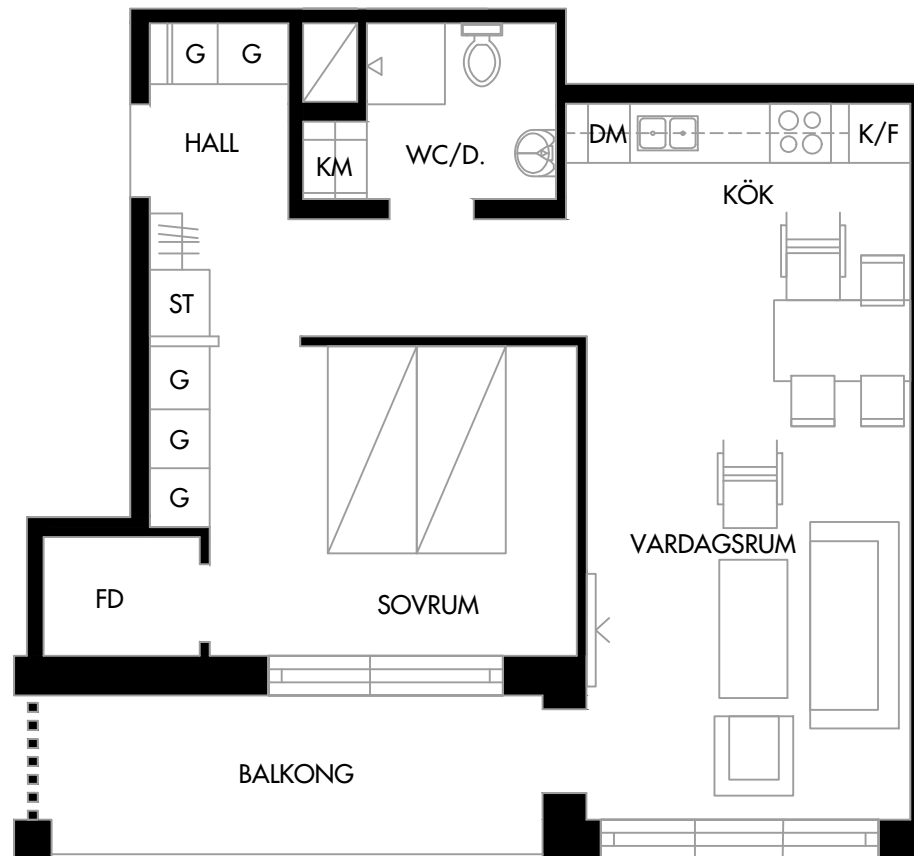 G G
HALL
KM
WC/D.
DM
K/F
KÖK
ST
G
G
G
VARDAGSRUM
FD
SOVRUM
BALKONG